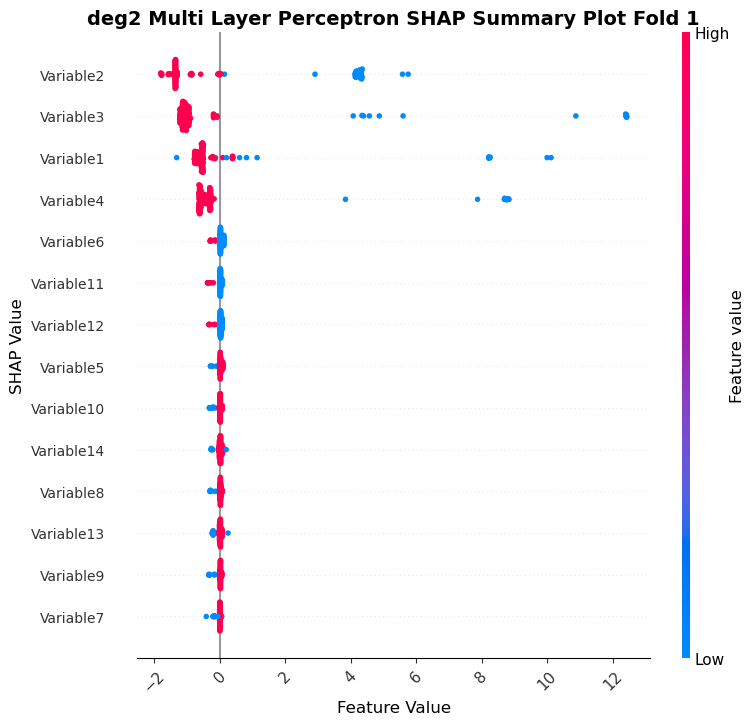 deg2 Multi Layer Perceptron SHAP Summary Plot Fold 1
High
Variable2
Variable3
Variable1
Variable4
Variable6
Variable11
Variable12
Variable5
Variable10
Variable14
Variable8
Variable13
Variable9
Variable7
SHAP Value
Feature value
Low
−2
0
2
4
6
8
10
12
Feature Value